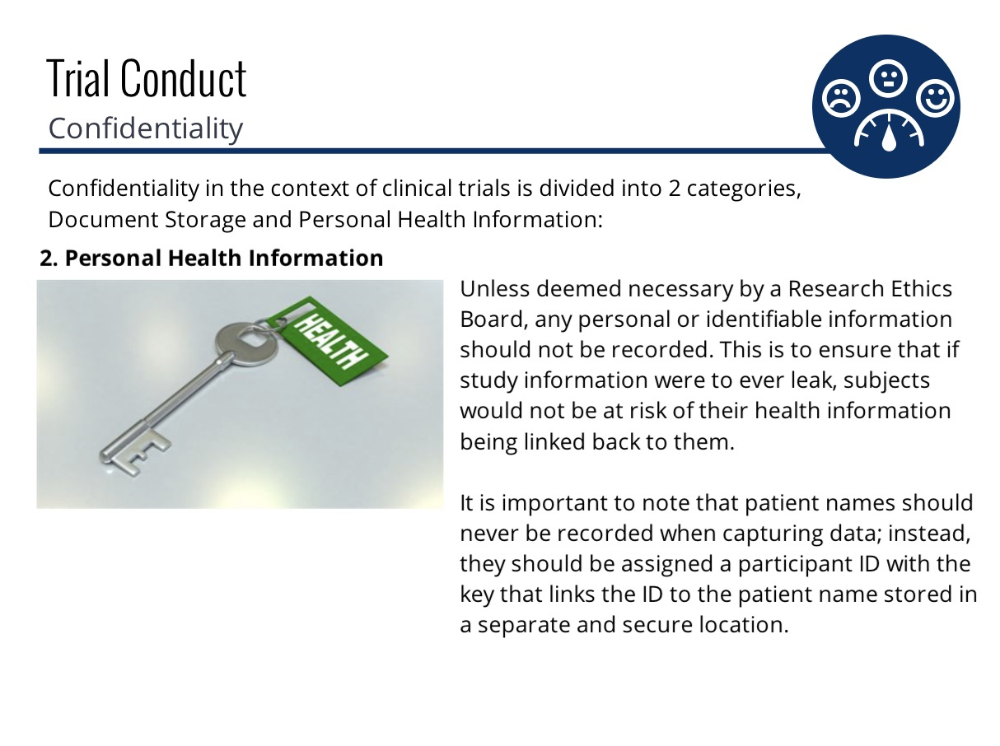 Trial Conduct
Confidentiality
Confidentiality in the context of clinical trials is divided into 2 categories,
Document Storage and Personal Health Information:
2. Personal Health Information
HEALTH
Unless deemed necessary by a Research Ethics
Board, any personal or identifiable information
should not be recorded. This is to ensure that if
study information were to ever leak, subjects
would not be at risk of their health information
being linked back to them.
It is important to note that patient names should
never be recorded when capturing data; instead,
they should be assigned a participant ID with the
key that links the ID to the patient name stored in
a separate and secure location.